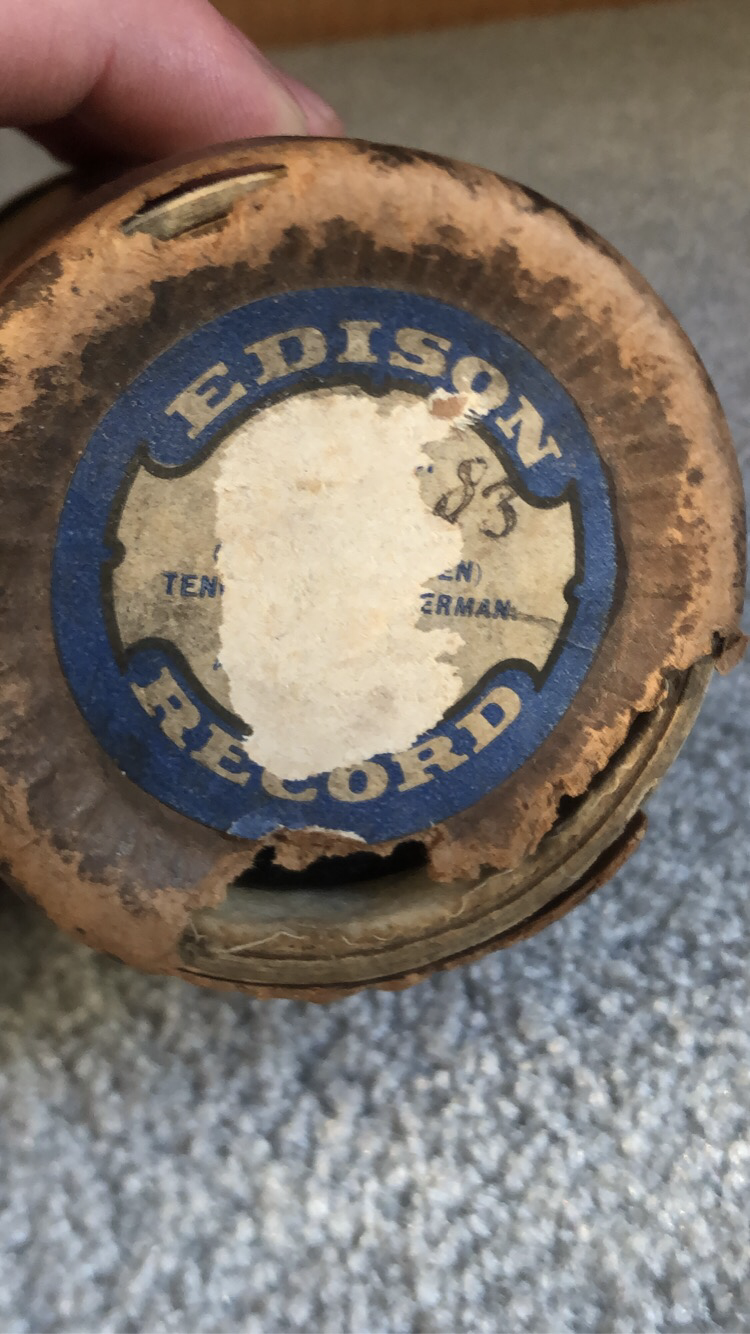 EDISON
83
EN)
TEN
ERMAN.
RECORD